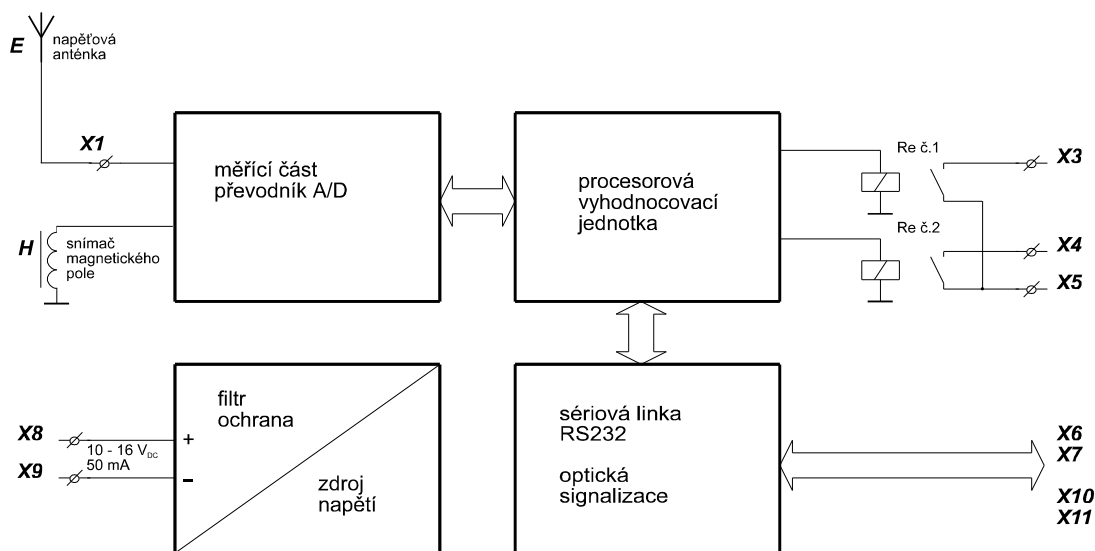 E
napěťová
anténka
X1
H
snímač
magnetického
pole
měřící část
převodník A/D
procesorová
vyhodnocovací
jednotka
Re č.1
Re č.2
X3
X4
X5
X8
X9
10 - 16 VDC
50 mA
+
-
filtr
ochrana
zdroj
napětí
sériová linka
RS232
optická
signalizace
X6
X7
X10
X11